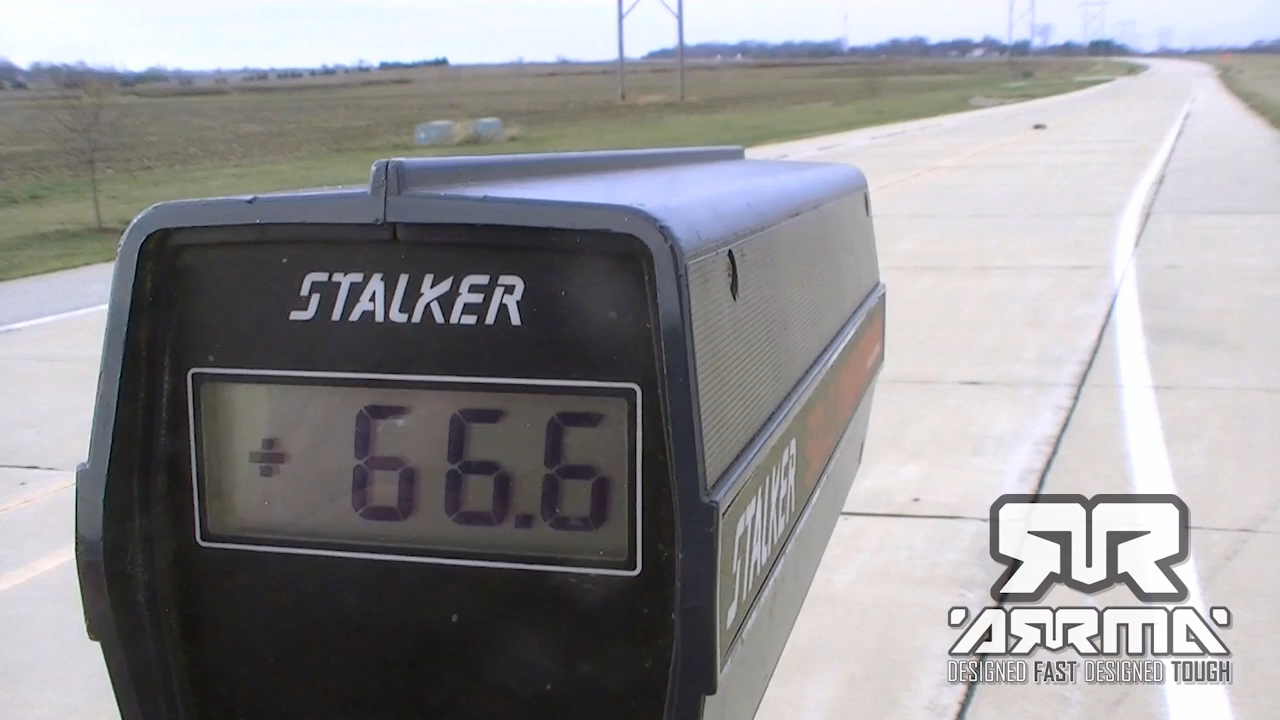 STALKER
+ 66.6
STALKER
ARRMA
DESIGNED FAST DESIGNED TOUGH